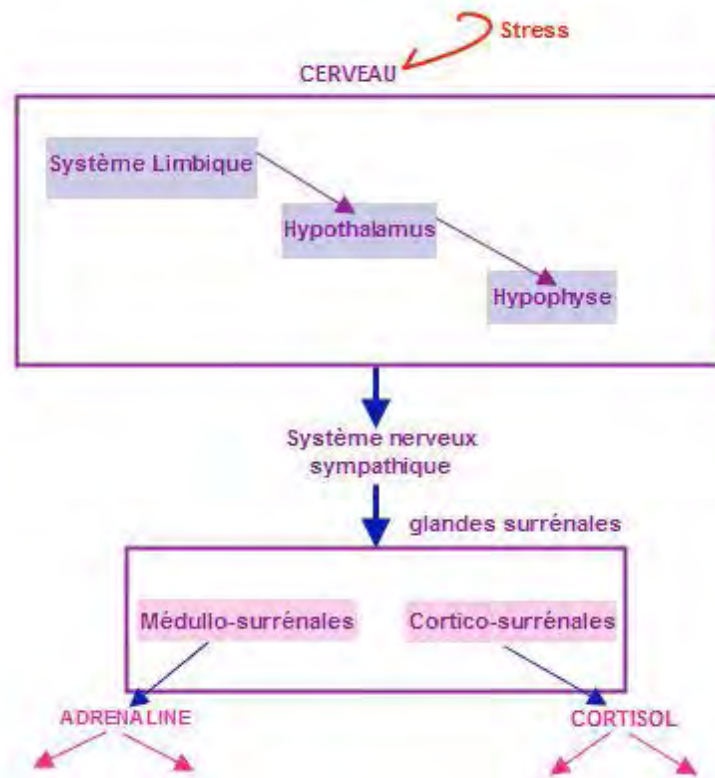 Stress
CERVEAU
Système Limbique
Hypothalamus
Hypophyse
Système nerveux
sympathique
glandes surrénales
Médullo-surrénales
Cortico-surrénales
ADRENALINE
CORTISOL